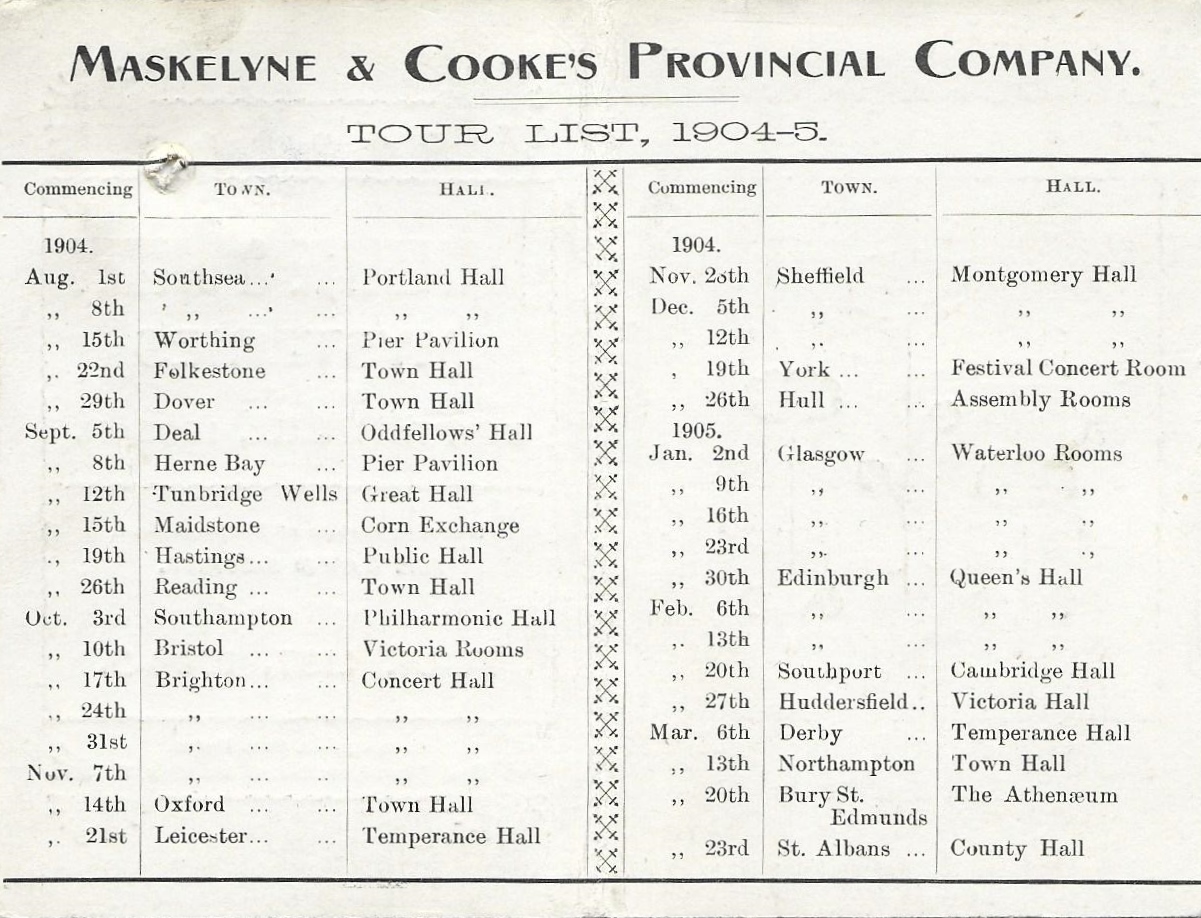 MASKELYNE & COOKE'S PROVINCIAL COMPANY.
TOUR LIST, 1904-5.
Commencing TOWN. HALL.
1904.
Aug. 1st Southsea... ... Portland Hall
,, 8th ,, ... ... ,, ,,
,, 15th Worthing ... Pier Pavilion
,, 22nd Folkestone ... Town Hall
,, 29th Dover ... ... Town Hall
Sept. 5th Deal ... ... Oddfellows' Hall
,, 8th Herne Bay ... Pier Pavilion
,, 12th Tunbridge Wells Great Hall
,, 15th Maidstone ... Corn Exchange
,, 19th Hastings... ... Public Hall
,, 26th Reading ... ... Town Hall
Oct. 3rd Southampton ... Philharmonic Hall
,, 10th Bristol ... ... Victoria Rooms
,, 17th Brighton... ... Concert Hall
,, 24th ,, ... ... ,, ,,
,, 31st ,, ... ... ,, ,,
Nov. 7th ,, ... ... ,, ,,
,, 14th Oxford ... ... Town Hall
,, 21st Leicester... ... Temperance Hall
Commencing TOWN. HALL.
1904.
Nov. 28th Sheffield ... Montgomery Hall
Dec. 5th ,, ... ,, ,,
,, 12th ,, ... ,, ,,
,, 19th York ... ... Festival Concert Room
,, 26th Hull ... ... Assembly Rooms
1905.
Jan. 2nd Glasgow ... Waterloo Rooms
,, 9th ,, ... ,, ,,
,, 16th ,, ... ,, ,,
,, 23rd ,, ... ,, ,,
,, 30th Edinburgh ... Queen's Hall
Feb. 6th ,, ... ,, ,,
,, 13th ,, ... ,, ,,
,, 20th Southport ... Cambridge Hall
,, 27th Huddersfield.. Victoria Hall
Mar. 6th Derby ... Temperance Hall
,, 13th Northampton Town Hall
,, 20th Bury St. The Athenæum
Edmunds
,, 23rd St. Albans ... County Hall